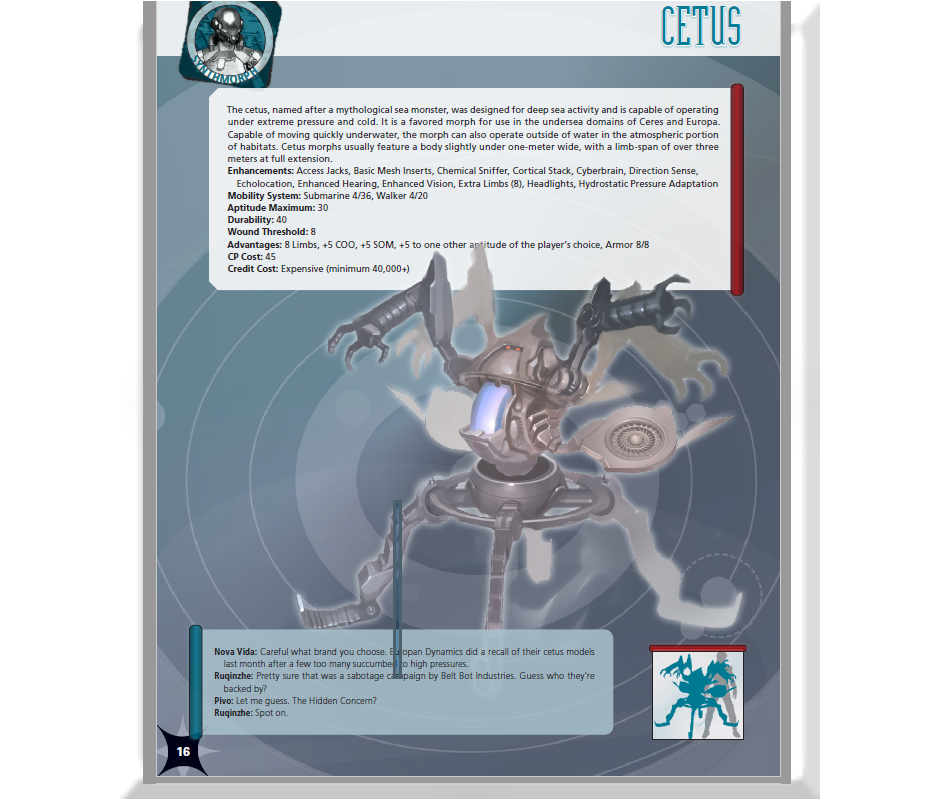 SYNTHMORPH
CETUS
The cetus, named after a mythological sea monster, was designed for deep sea activity and is capable of operating
under extreme pressure and cold. It is a favored morph for use in the undersea domains of Ceres and Europa.
Capable of moving quickly underwater, the morph can also operate outside of water in the atmospheric portion
of habitats. Cetus morphs usually feature a body slightly under one-meter wide, with a limb-span of over three
meters at full extension.
Enhancements: Access Jacks, Basic Mesh Inserts, Chemical Sniffer, Cortical Stack, Cyberbrain, Direction Sense,
Echolocation, Enhanced Hearing, Enhanced Vision, Extra Limbs (8), Headlights, Hydrostatic Pressure Adaptation
Mobility System: Submarine 4/36, Walker 4/20
Aptitude Maximum: 30
Durability: 40
Wound Threshold: 8
Advantages: 8 Limbs, +5 COO, +5 SOM, +5 to one other aptitude of the player's choice, Armor 8/8
CP Cost: 45
Credit Cost: Expensive (minimum 40,000+)
Nova Vida: Careful what brand you choose. Europan Dynamics did a recall of their cetus models
last month after a few too many succumbed to high pressures.
Ruqinzhe: Pretty sure that was a sabotage campaign by Belt Bot Industries. Guess who they're
backed by?
Pivo: Let me guess. The Hidden Concern?
Ruqinzhe: Spot on.
16